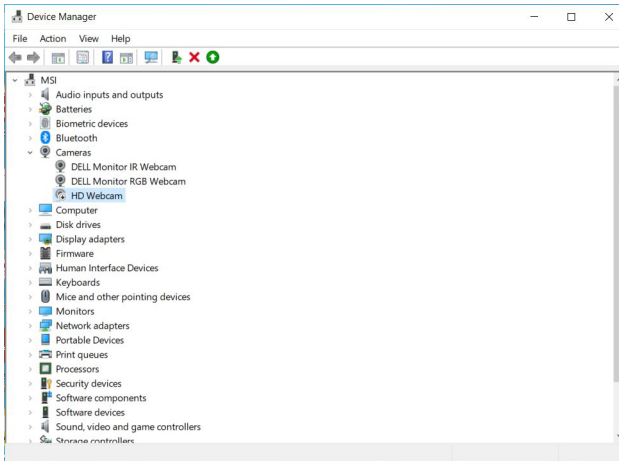 Device Manager
File Action View Help
MSI
Audio inputs and outputs
Batteries
Biometric devices
Bluetooth
Cameras
DELL Monitor IR Webcam
DELL Monitor RGB Webcam
HD Webcam
Computer
Disk drives
Display adapters
Firmware
Human Interface Devices
Keyboards
Mice and other pointing devices
Monitors
Network adapters
Portable Devices
Print queues
Processors
Security devices
Software components
Software devices
Sound, video and game controllers
Storage controllers